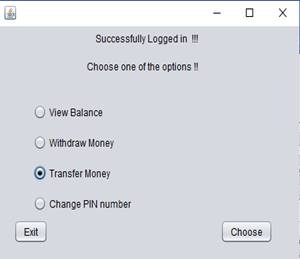 Successfully Logged in !!!
Choose one of the options !!
View Balance
Withdraw Money
Transfer Money
Change PIN number
Exit
Choose